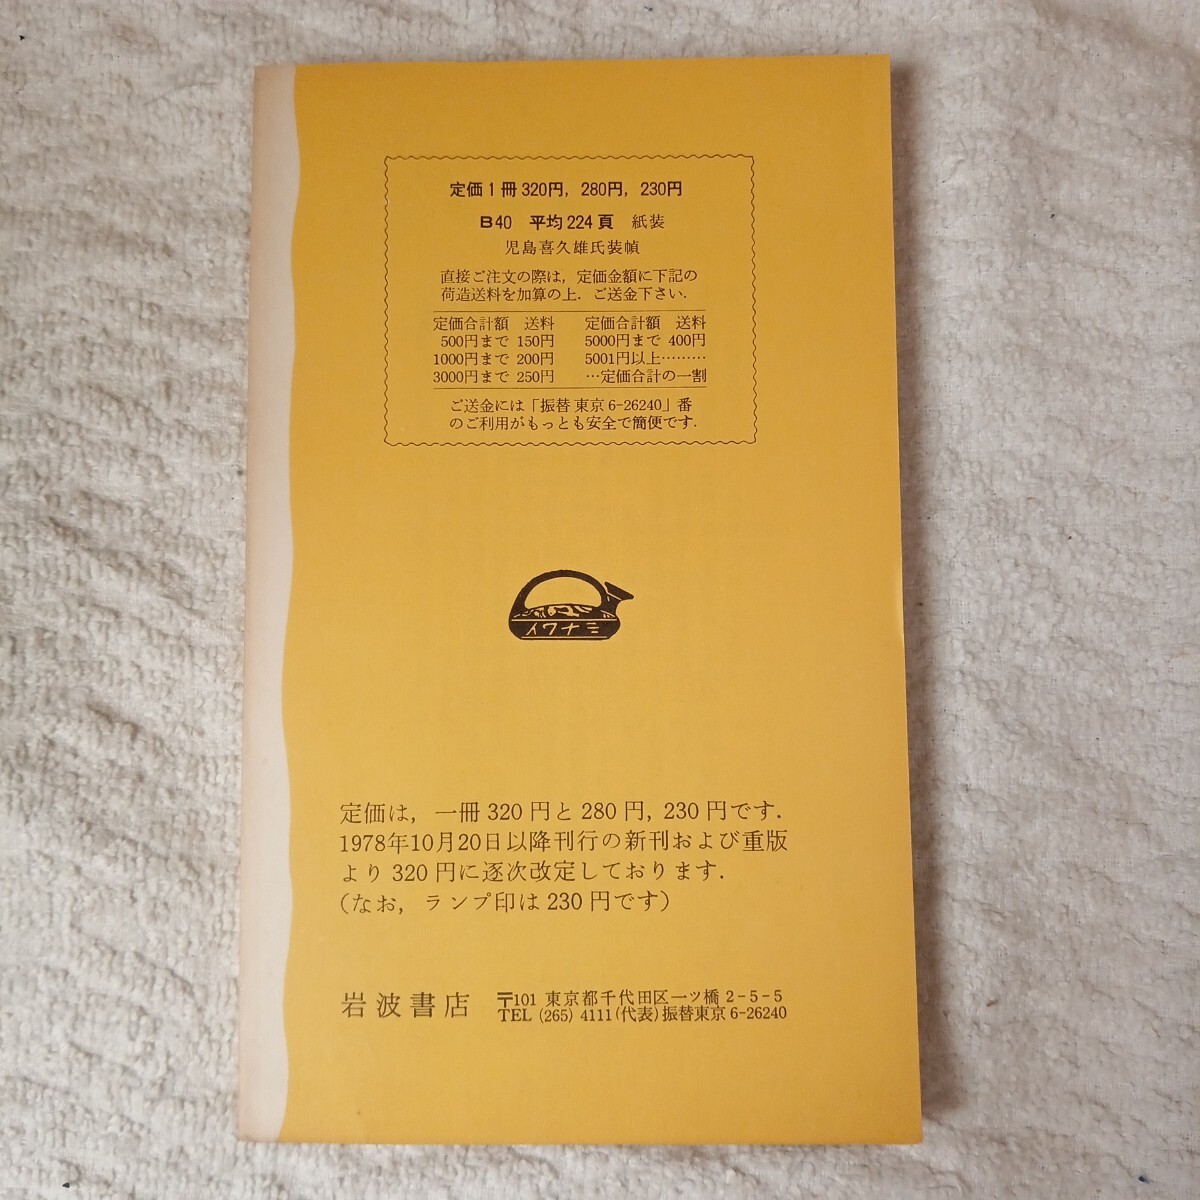 定価1冊320円, 280円, 230円
B40 平均224頁 紙装
児島喜久雄氏装幀
直接ご注文の際は, 定価金額に下記の
荷造送料を加算の上. ご送金下さい.
定価合計額 送料 定価合計額 送料
500円まで 150円 5000円まで 400円
1000円まで 200円 5001円以上………
3000円まで 250円 …定価合計の一割
ご送金には「振替 東京 6-26240」番
のご利用がもっとも安全で簡便です.
イワナミ
定価は, 一冊 320 円と 280 円, 230 円です.
1978年10月20日以降刊行の新刊および重版
より 320 円に逐次改定しております.
(なお, ランプ印は 230 円です)
岩波書店 〒101 東京都千代田区一ツ橋 2-5-5
TEL (265) 4111(代表)振替東京 6-26240